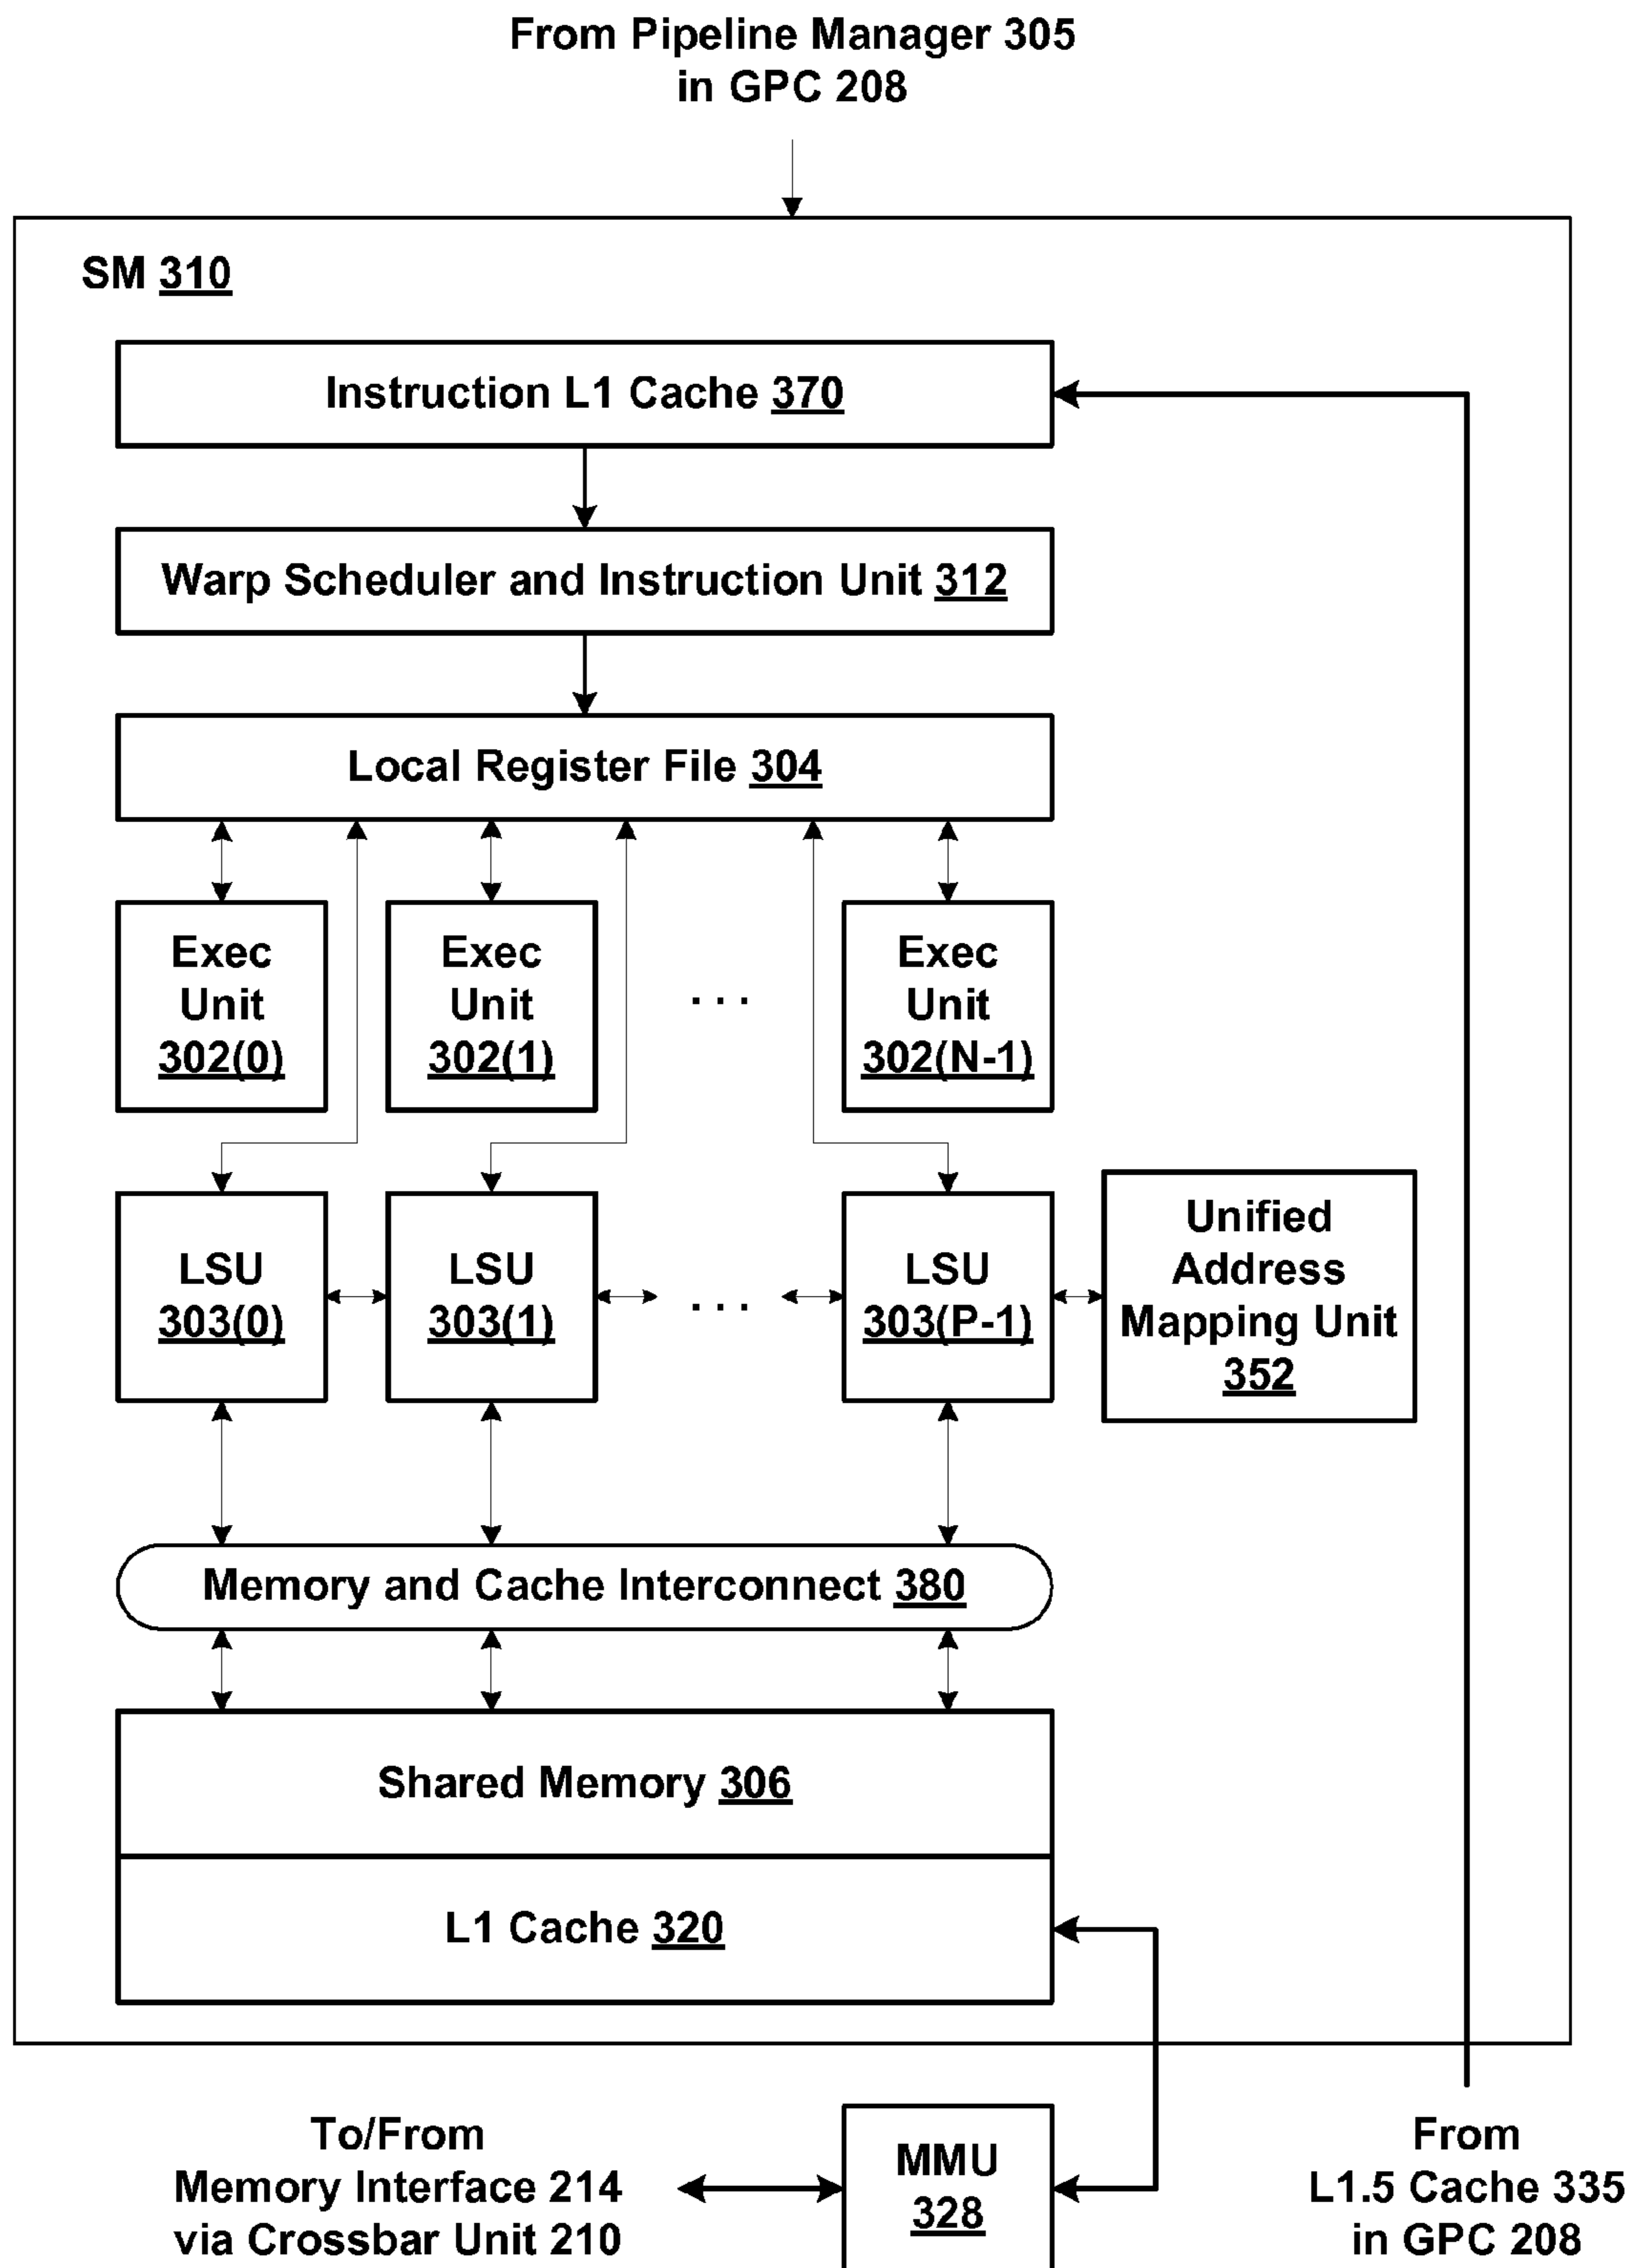 From Pipeline Manager 305
in GPC 208
SM 310
Instruction L1 Cache 370
Warp Scheduler and Instruction Unit 312
Local Register File 304
Exec
Unit
302(0)
Exec
Unit
302(1)
. . .
Exec
Unit
302(N-1)
LSU
303(0)
LSU
303(1)
. . .
LSU
303(P-1)
Unified
Address
Mapping Unit
352
Memory and Cache Interconnect 380
Shared Memory 306
L1 Cache 320
To/From
Memory Interface 214
via Crossbar Unit 210
MMU
328
From
L1.5 Cache 335
in GPC 208